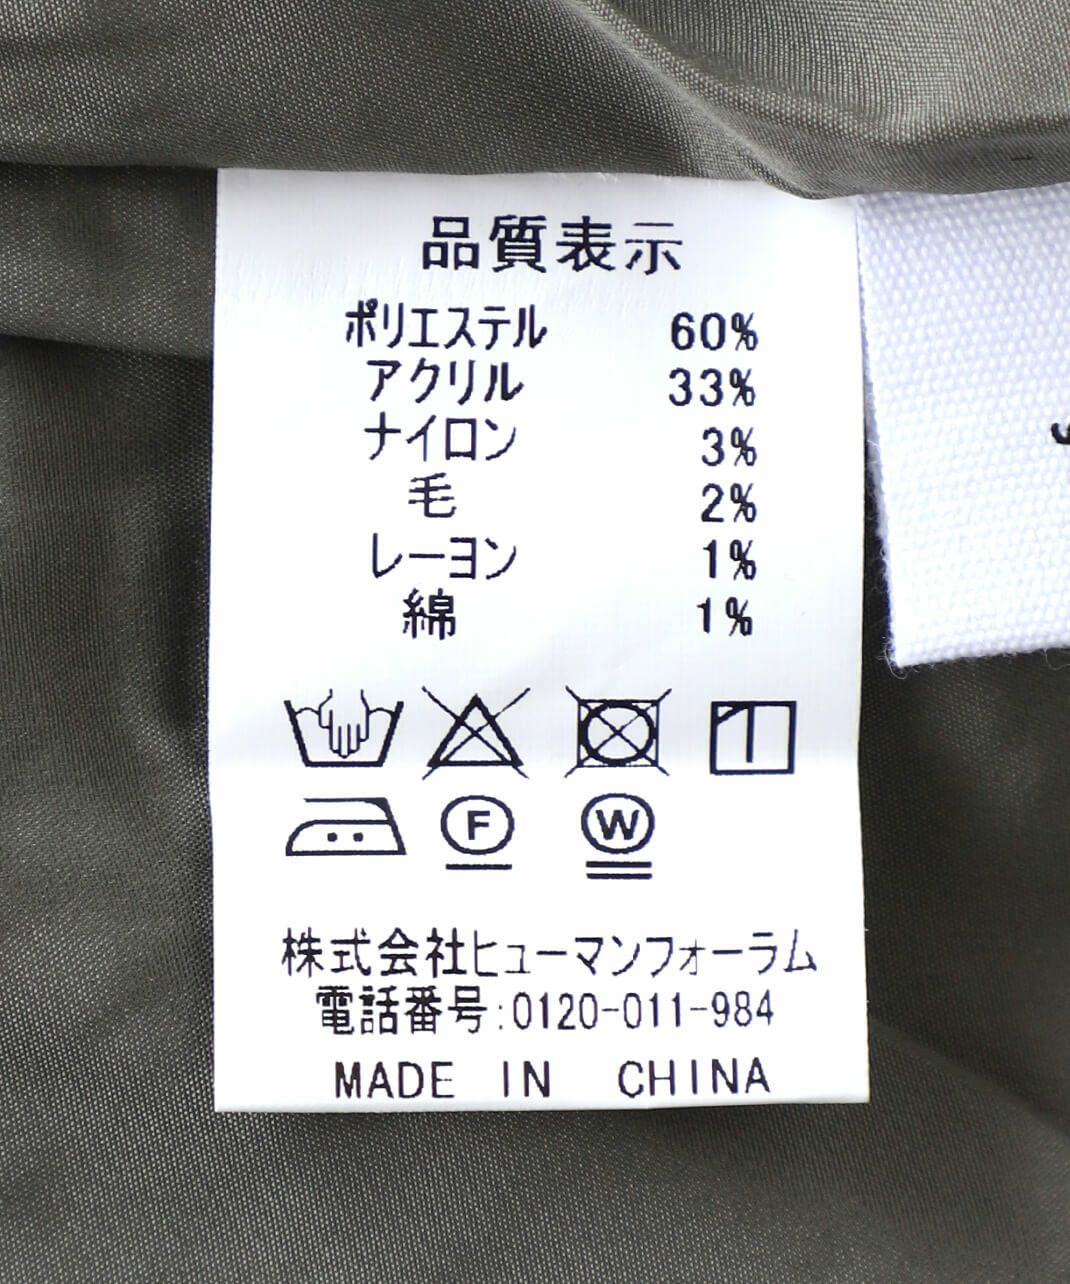 品質表示
ポリエステル 60%
アクリル 33%
ナイロン 3%
毛 2%
レーヨン 1%
綿 1%
F W
株式会社ヒューマンフォーラム
電話番号:0120-011-984
MADE IN CHINA